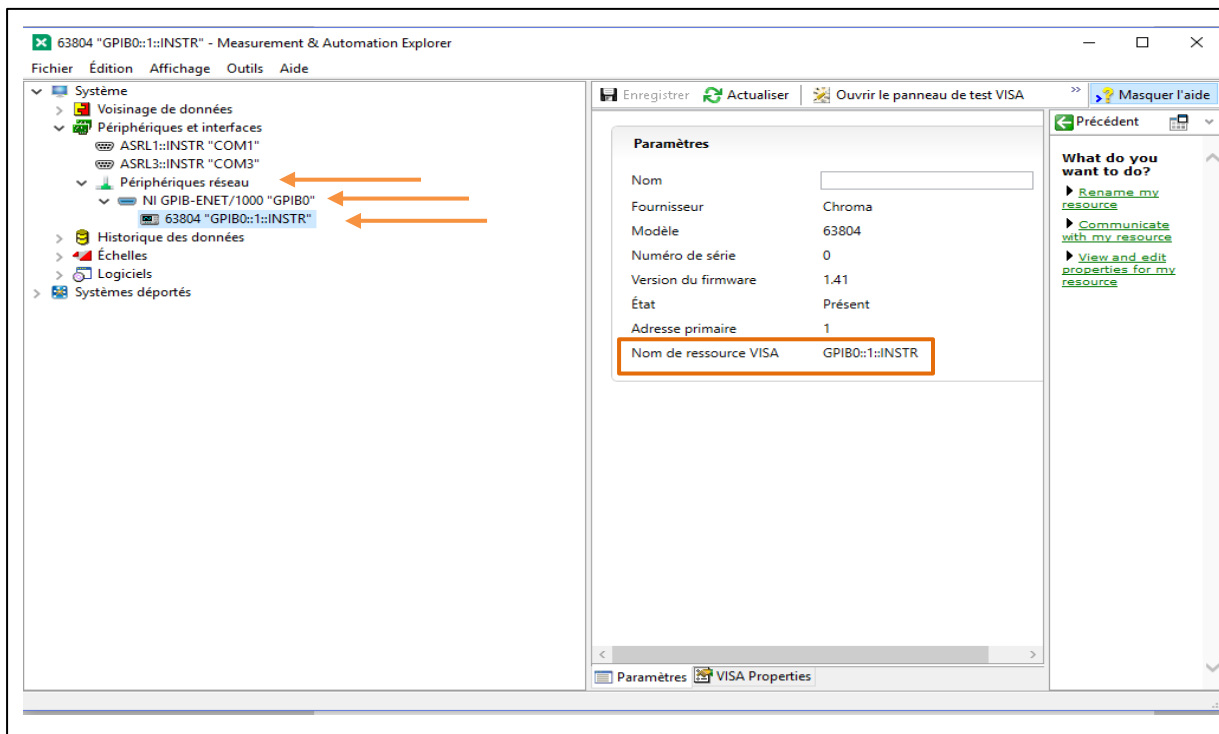 63804 "GPIB0::1::INSTR" - Measurement & Automation Explorer
Fichier Édition Affichage Outils Aide
Système
Voisinage de données
Périphériques et interfaces
ASRL1::INSTR "COM1"
ASRL3::INSTR "COM3"
Périphériques réseau
NI GPIB-ENET/1000 "GPIB0"
63804 "GPIB0::1::INSTR"
Historique des données
Échelles
Logiciels
Systèmes déportés
Enregistrer Actualiser Ouvrir le panneau de test VISA » Masquer l'aide
Paramètres
Nom
Fournisseur Chroma
Modèle 63804
Numéro de série 0
Version du firmware 1.41
État Présent
Adresse primaire 1
Nom de ressource VISA GPIB0::1::INSTR
Paramètres VISA Properties
Précédent
What do you
want to do?
Rename my
resource
Communicate
with my resource
View and edit
properties for my
resource